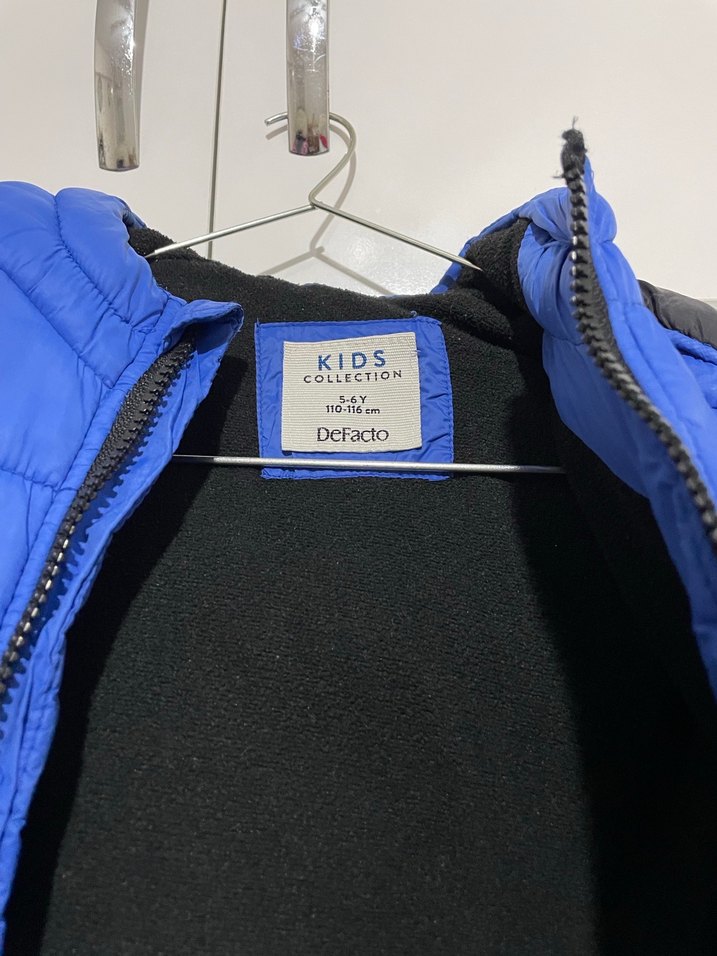 KIDS
COLLECTION
5-6 Y
110-116 cm
DeFacto